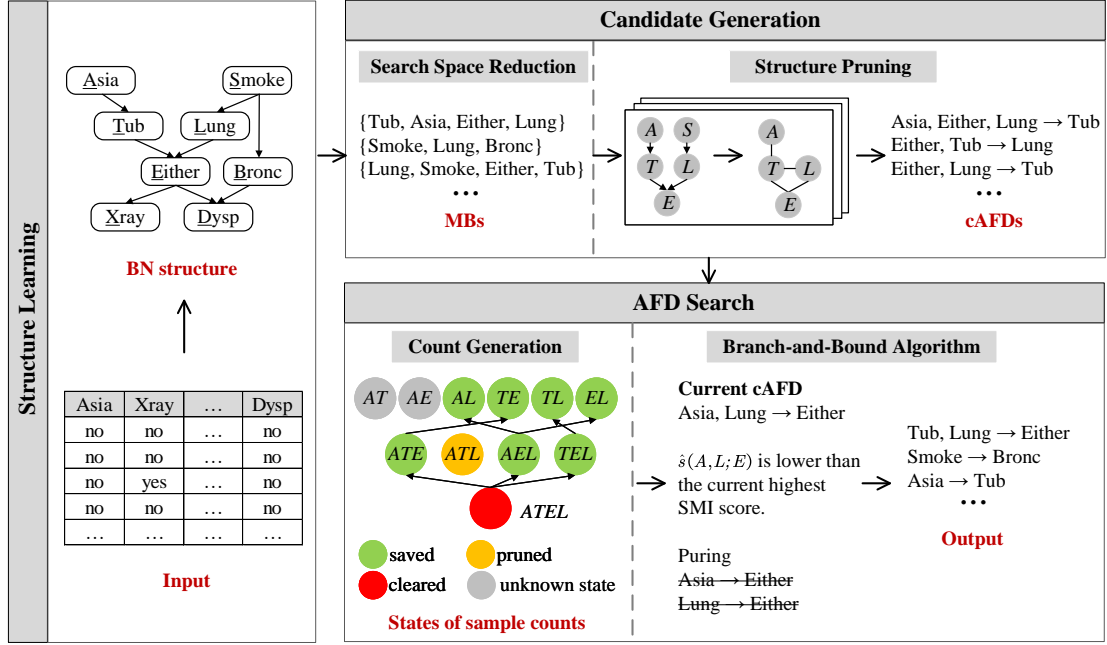 Structure Learning
Asia
Smoke
Tub
Lung
Either
Bronc
Xray
Dysp
BN structure
Asia Xray … Dysp
no no … no
no no … no
no yes … no
no no … no
… … … …
Input
Candidate Generation
Search Space Reduction
{Tub, Asia, Either, Lung}
{Smoke, Lung, Bronc}
{Lung, Smoke, Either, Tub}
•••
MBs
Structure Pruning
A S
T L
E
A
T L
E
Asia, Either, Lung → Tub
Either, Tub → Lung
Either, Lung → Tub
•••
cAFDs
AFD Search
Count Generation
AT AE AL TE TL EL
ATE ATL AEL TEL
ATEL
saved
pruned
cleared
unknown state
States of sample counts
Branch-and-Bound Algorithm
Current cAFD
Asia, Lung → Either
ŝ(A,L;E) is lower than
the current highest
SMI score.
Puring
Asia → Either
Lung → Either
Tub, Lung → Either
Smoke → Bronc
Asia → Tub
•••
Output